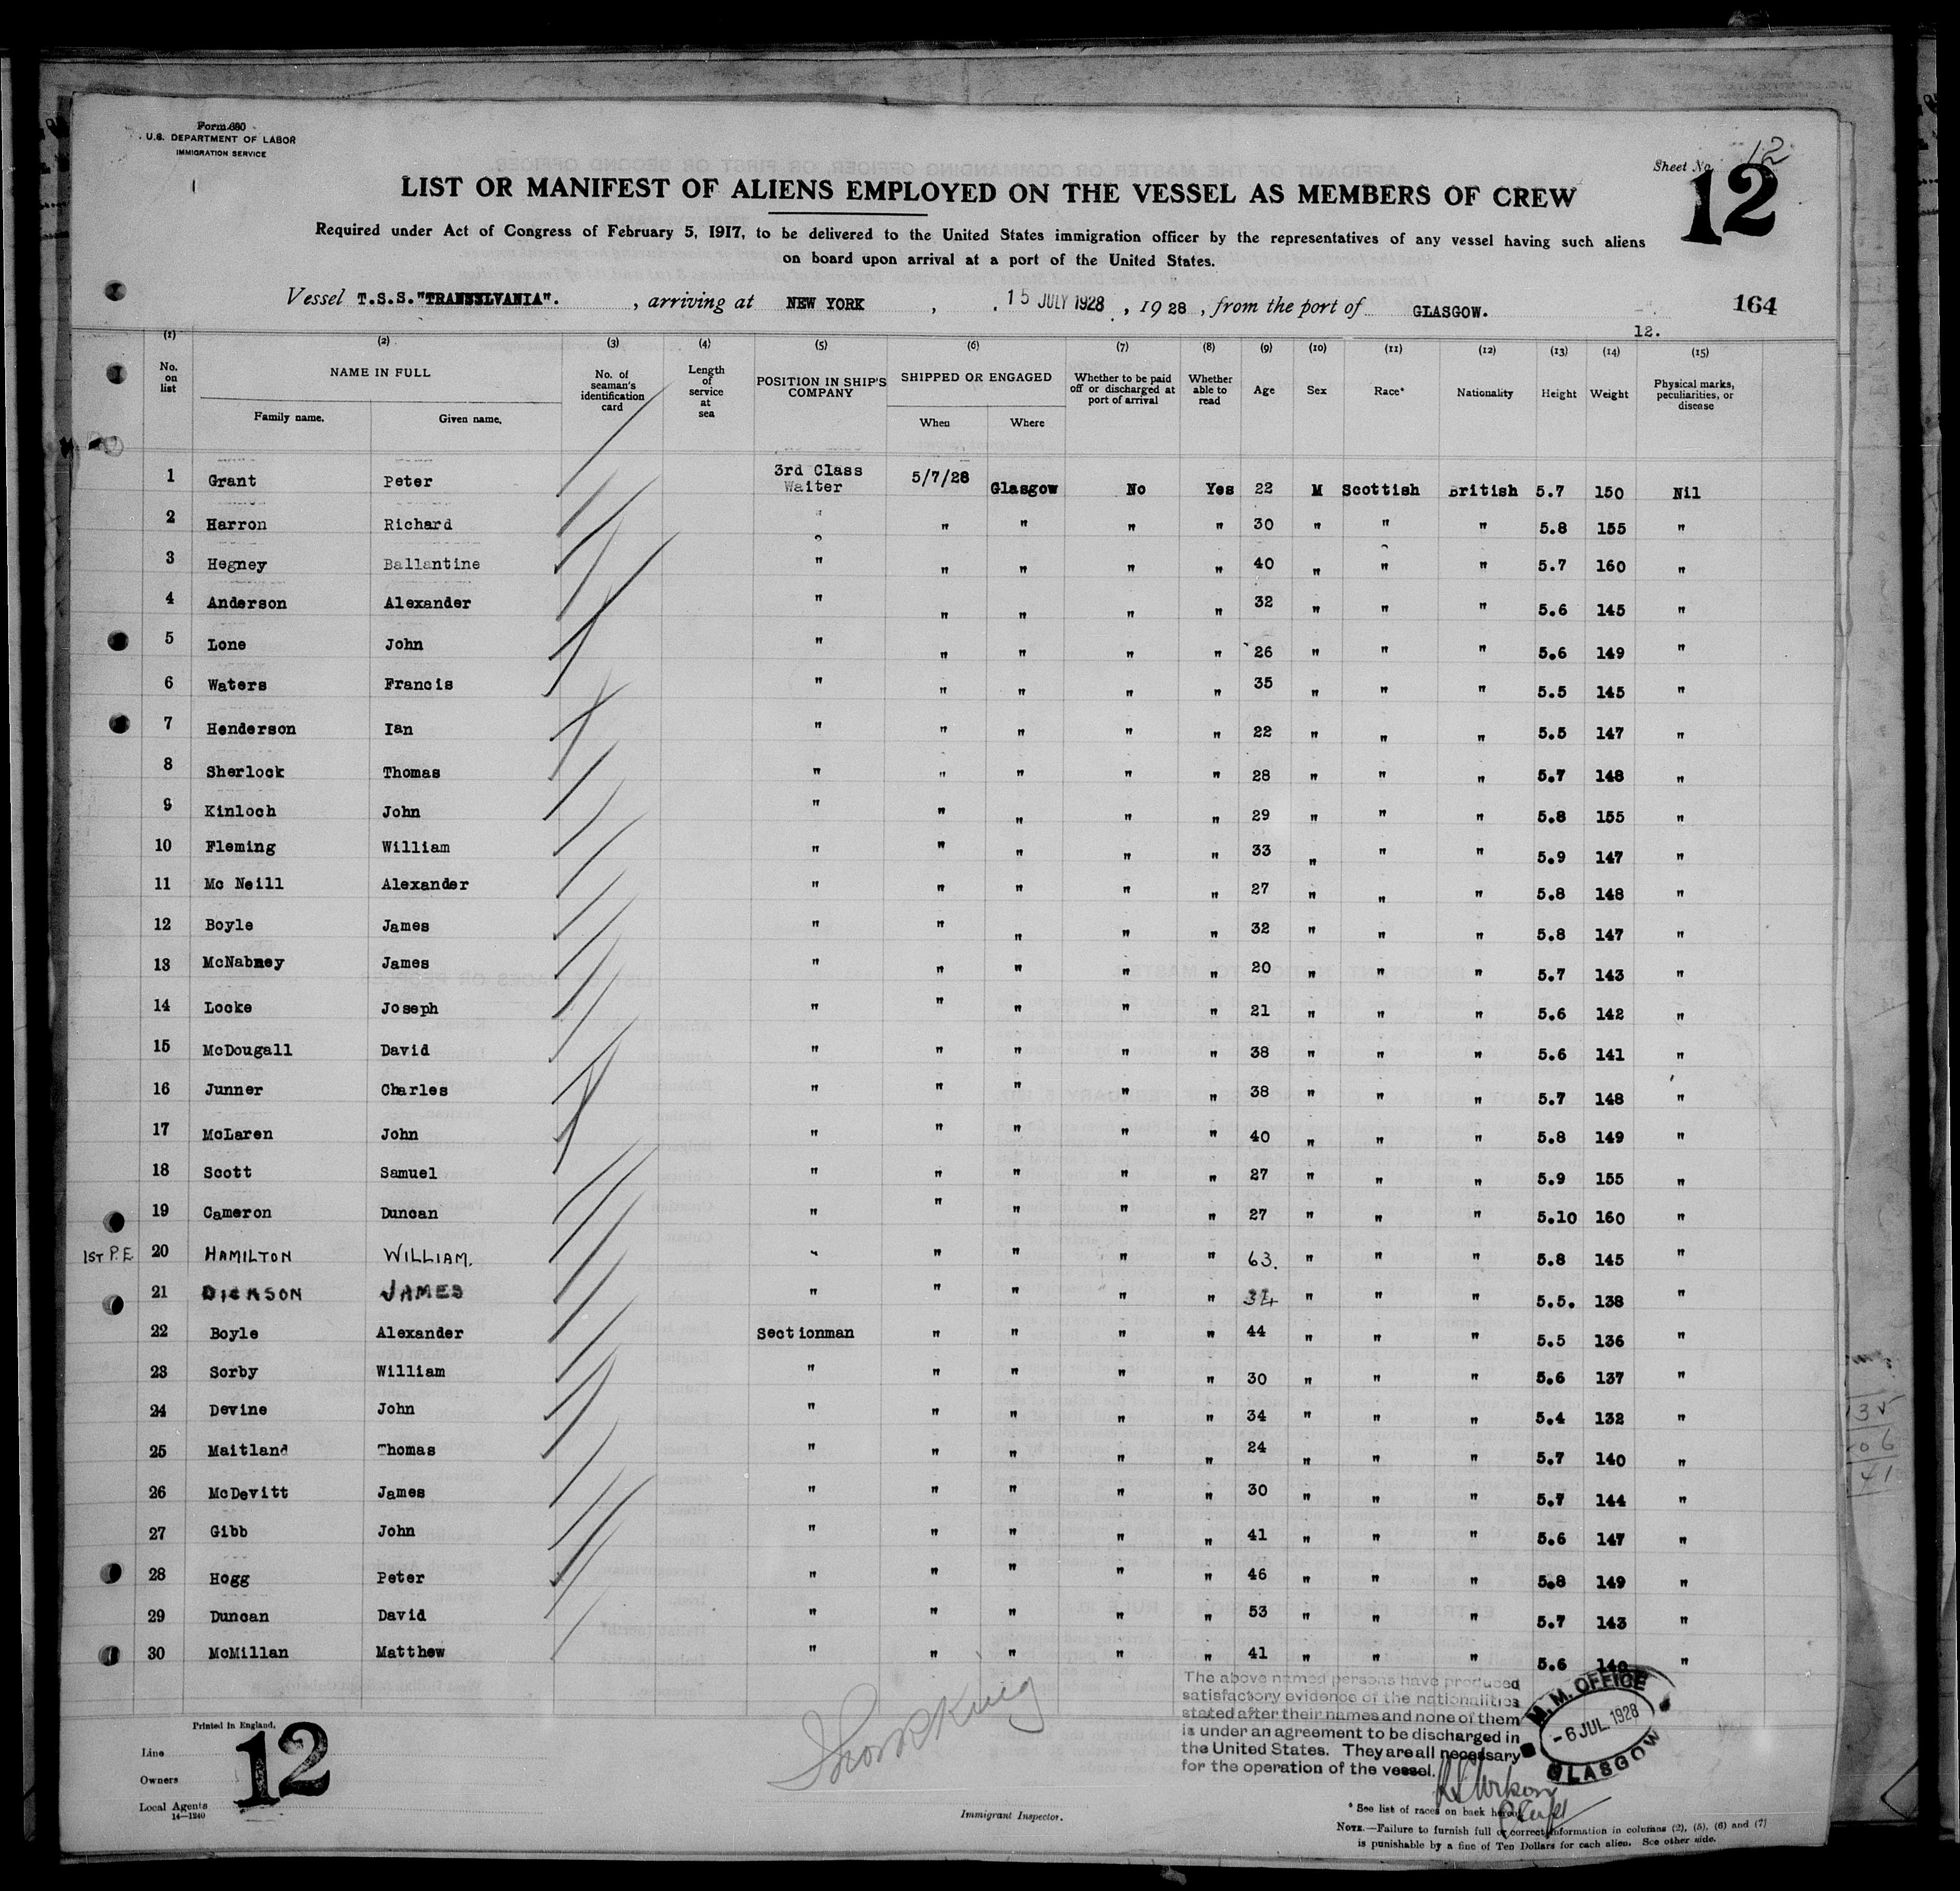 Form 680
U.S. DEPARTMENT OF LABOR
IMMIGRATION SERVICE
Sheet No. 12
12
LIST OR MANIFEST OF ALIENS EMPLOYED ON THE VESSEL AS MEMBERS OF CREW
Required under Act of Congress of February 5, 1917, to be delivered to the United States immigration officer by the representatives of any vessel having such aliens
on board upon arrival at a port of the United States.
Vessel T.S.S."TRANSYLVANIA". , arriving at NEW YORK , 15 JULY 1928 , 1928 , from the port of GLASGOW.
164
12.
(1) (2) (3) (4) (5) (6) (7) (8) (9) (10) (11) (12) (13) (14) (15)
No. on list NAME IN FULL Family name. Given name. No. of seaman's identification card Length of service at sea POSITION IN SHIP'S COMPANY SHIPPED OR ENGAGED When Where Whether to be paid off or discharged at port of arrival Whether able to read Age Sex Race* Nationality Height Weight Physical marks, peculiarities, or disease
1 Grant Peter 3rd Class Waiter 5/7/28 Glasgow No Yes 22 M Scottish British 5.7 150 Nil
2 Harron Richard " " " " " 30 " " " 5.8 155 "
3 Hegney Ballantine " " " " " 40 " " " 5.7 160 "
4 Anderson Alexander " " " " " 32 " " " 5.6 145 "
5 Lone John " " " " " 26 " " " 5.6 149 "
6 Waters Francis " " " " " 35 " " " 5.5 145 "
7 Henderson Ian " " " " " 22 " " " 5.5 147 "
8 Sherlock Thomas " " " " " 28 " " " 5.7 148 "
9 Kinloch John " " " " " 29 " " " 5.8 155 "
10 Fleming William " " " " " 33 " " " 5.9 147 "
11 Mc Neill Alexander " " " " " 27 " " " 5.8 148 "
12 Boyle James " " " " " 32 " " " 5.8 147 "
13 McNabney James " " " " " 20 " " " 5.7 143 "
14 Locke Joseph " " " " " 21 " " " 5.6 142 "
15 McDougall David " " " " " 38 " " " 5.6 141 "
16 Junner Charles " " " " " 38 " " " 5.7 148 "
17 McLaren John " " " " " 40 " " " 5.8 149 "
18 Scott Samuel " " " " " 27 " " " 5.9 155 "
19 Cameron Duncan " " " " " 27 " " " 5.10 160 "
1ST P.E. 20 HAMILTON WILLIAM. " " " " " 63. " " " 5.8 145 "
21 DICKSON JAMES " " " " " 34 " " " 5.5. 138 "
22 Boyle Alexander Sectionman " " " " 44 " " " 5.5 136 "
23 Sorby William " " " " " 30 " " " 5.6 137 "
24 Devine John " " " " " 34 " " " 5.4 132 "
25 Maitland Thomas " " " " " 24 " " " 5.7 140 "
26 McDevitt James " " " " " 30 " " " 5.7 144 "
27 Gibb John " " " " " 41 " " " 5.6 147 "
28 Hogg Peter " " " " " 46 " " " 5.8 149 "
29 Duncan David " " " " " 53 " " " 5.7 143 "
30 McMillan Matthew " " " " " 41 " " " 5.6 140 "
The above named persons have produced
satisfactory evidence of the nationalities
stated after their names and none of them
is under an agreement to be discharged in
the United States. They are all necessary
for the operation of the vessel.
M.M. OFFICE
-6 JUL. 1928
GLASGOW
Printed in England.
Line
Owners
Local Agents
14—1240
12
Immigrant Inspector.
* See list of races on back hereof.
NOTE.—Failure to furnish full or correct information in columns (2), (5), (6) and (7)
is punishable by a fine of Ten Dollars for each alien. See other side.